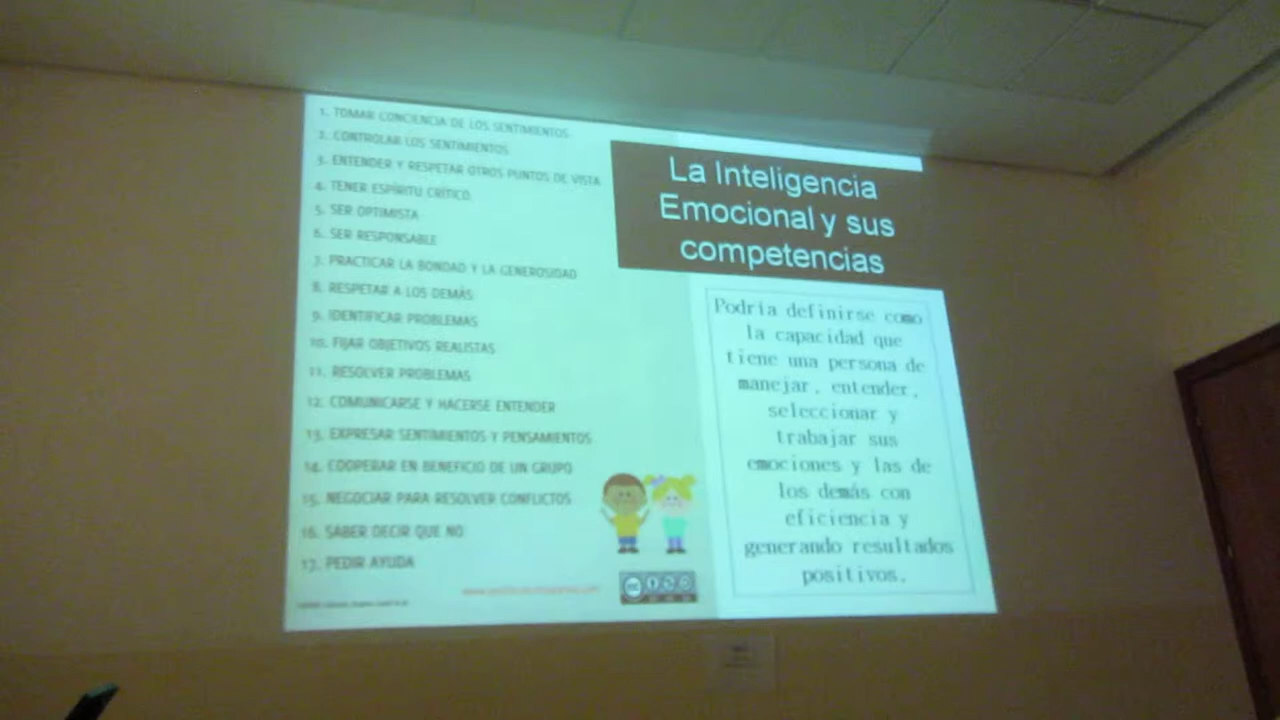 1. TOMAR CONCIENCIA DE LOS SENTIMIENTOS
2. CONTROLAR LOS SENTIMIENTOS
3. ENTENDER Y RESPETAR OTROS PUNTOS DE VISTA
4. TENER ESPÍRITU CRÍTICO
5. SER OPTIMISTA
6. SER RESPONSABLE
7. PRACTICAR LA BONDAD Y LA GENEROSIDAD
8. RESPETAR A LOS DEMÁS
9. IDENTIFICAR PROBLEMAS
10. FIJAR OBJETIVOS REALISTAS
11. RESOLVER PROBLEMAS
12. COMUNICARSE Y HACERSE ENTENDER
13. EXPRESAR SENTIMIENTOS Y PENSAMIENTOS
14. COOPERAR EN BENEFICIO DE UN GRUPO
15. NEGOCIAR PARA RESOLVER CONFLICTOS
16. SABER DECIR QUE NO
17. PEDIR AYUDA
La Inteligencia
Emocional y sus
competencias
Podría definirse como
la capacidad que
tiene una persona de
manejar, entender,
seleccionar y
trabajar sus
emociones y las de
los demás con
eficiencia y
generando resultados
positivos.